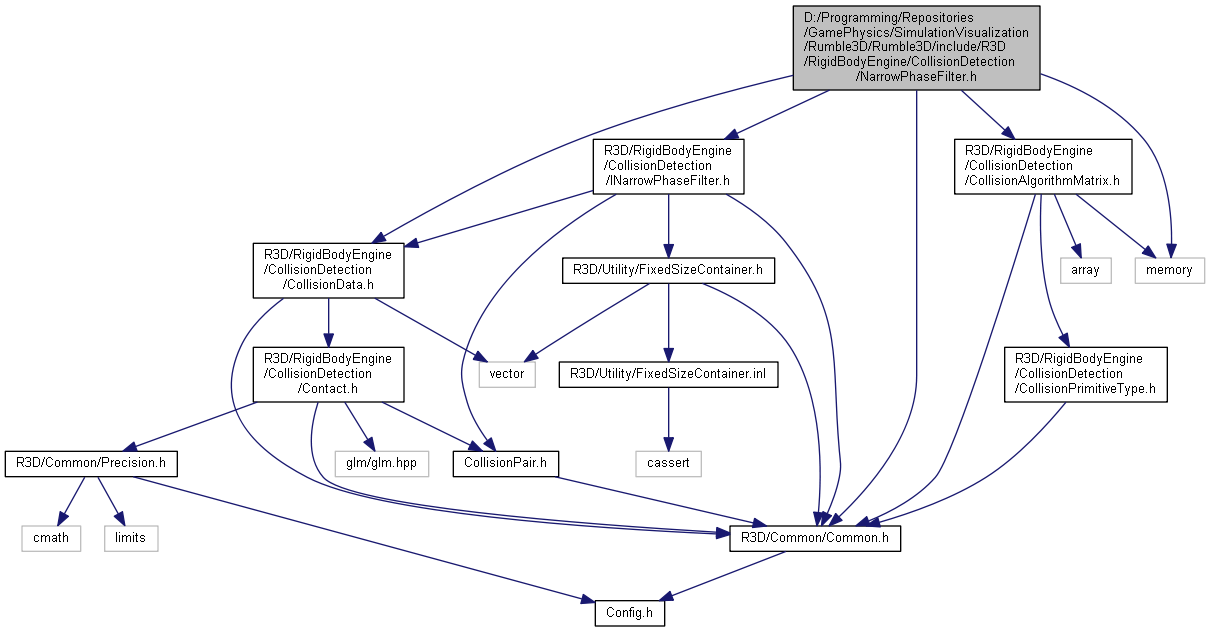 D:/Programming/Repositories
/GamePhysics/SimulationVisualization
/Rumble3D/Rumble3D/include/R3D
/RigidBodyEngine/CollisionDetection
/NarrowPhaseFilter.h
R3D/RigidBodyEngine
/CollisionDetection
/INarrowPhaseFilter.h
R3D/RigidBodyEngine
/CollisionDetection
/CollisionAlgorithmMatrix.h
R3D/RigidBodyEngine
/CollisionDetection
/CollisionData.h
R3D/Utility/FixedSizeContainer.h
array
memory
R3D/RigidBodyEngine
/CollisionDetection
/Contact.h
vector
R3D/Utility/FixedSizeContainer.inl
R3D/RigidBodyEngine
/CollisionDetection
/CollisionPrimitiveType.h
R3D/Common/Precision.h
glm/glm.hpp
CollisionPair.h
cassert
cmath
limits
R3D/Common/Common.h
Config.h